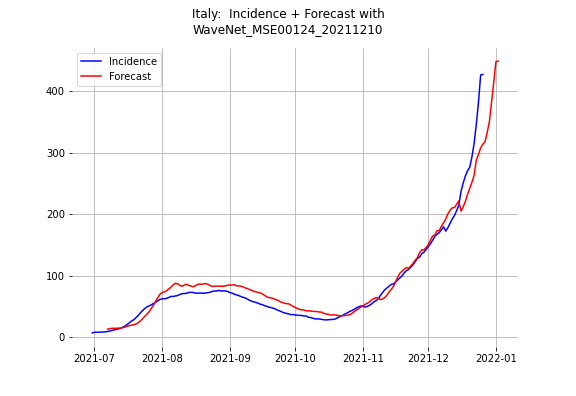 Italy:  Incidence + Forecast with
WaveNet_MSE00124_20211210
Incidence
Forecast
400
300
200
100
0
2021-07 2021-08 2021-09 2021-10 2021-11 2021-12 2022-01